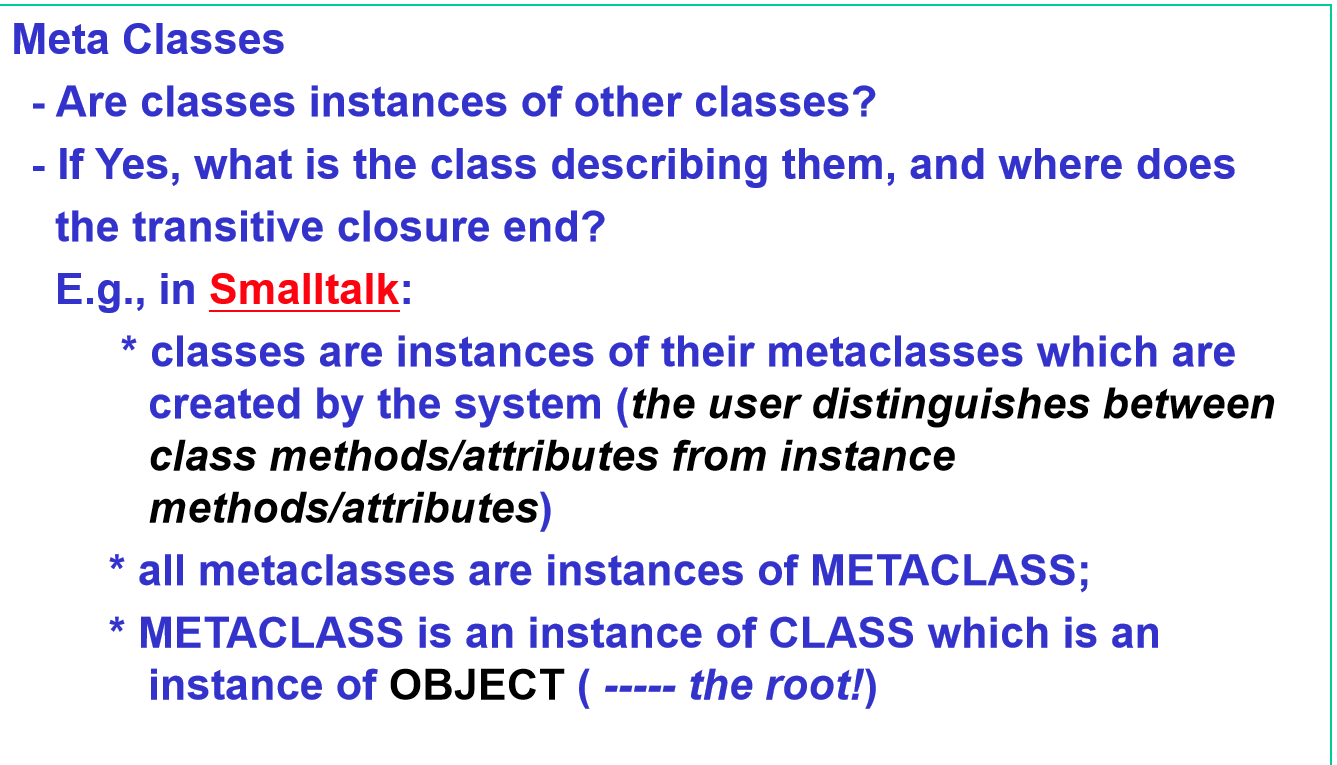 Meta Classes
- Are classes instances of other classes?
- If Yes, what is the class describing them, and where does
the transitive closure end?
E.g., in Smalltalk:
* classes are instances of their metaclasses which are
created by the system (the user distinguishes between
class methods/attributes from instance
methods/attributes)
* all metaclasses are instances of METACLASS;
* METACLASS is an instance of CLASS which is an
instance of OBJECT ( ----- the root!)